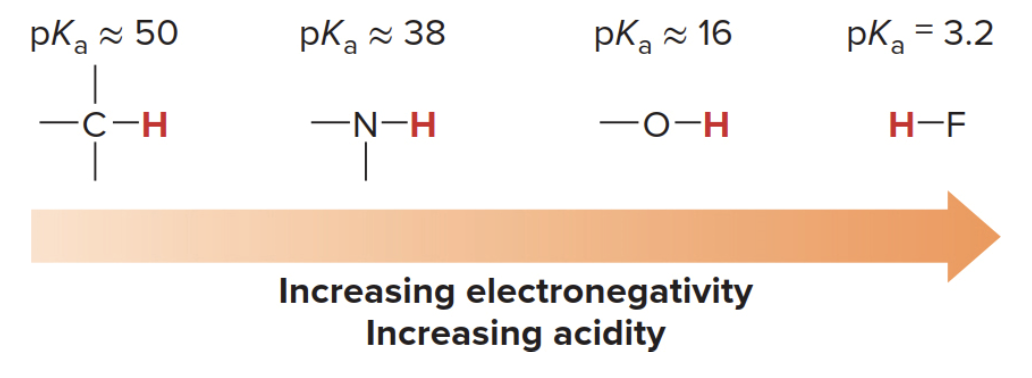 pKa ≈ 50 pKa ≈ 38 pKa ≈ 16 pKa = 3.2
C—H N—H O—H H—F
Increasing electronegativity
Increasing acidity